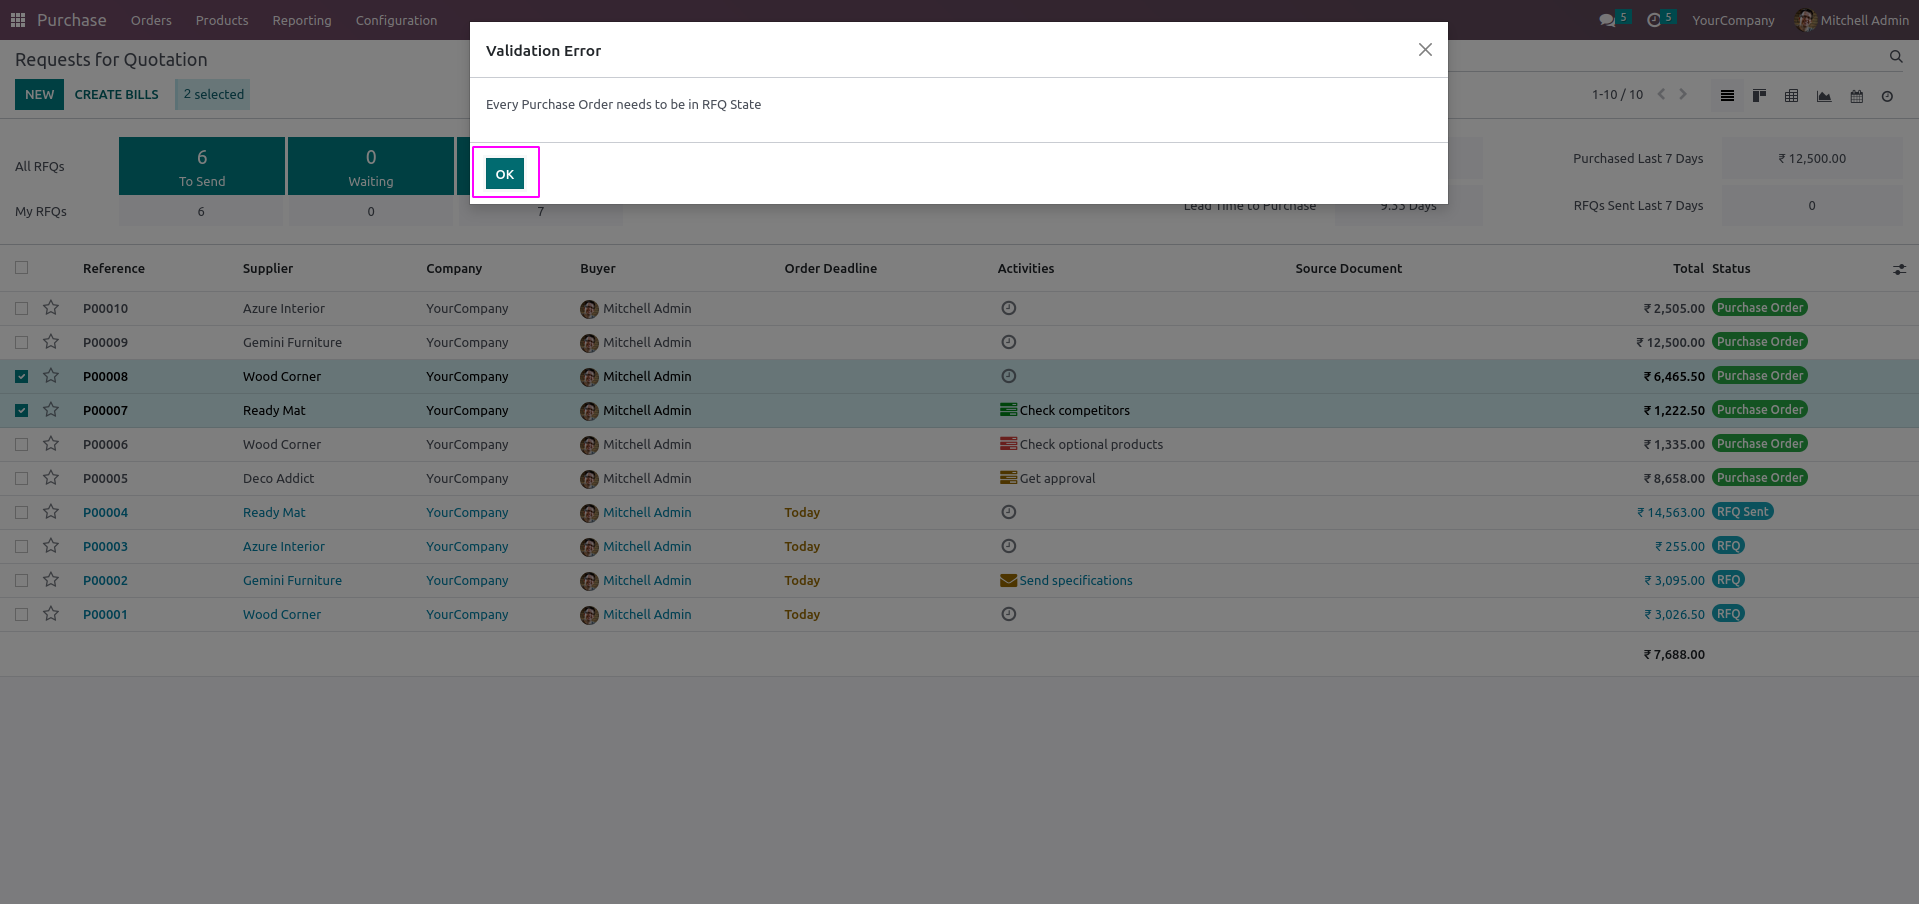 Purchase Orders Products Reporting Configuration 5 5 YourCompany Mitchell Admin
Validation Error
Every Purchase Order needs to be in RFQ State
OK
Requests for Quotation
NEW CREATE BILLS 2 selected 1-10 / 10
All RFQs 6 To Send 0 Waiting Purchased Last 7 Days ₹ 12,500.00
My RFQs 6 0 7 Lead Time to Purchase 9.33 Days RFQs Sent Last 7 Days 0
Reference Supplier Company Buyer Order Deadline Activities Source Document Total Status
P00010 Azure Interior YourCompany Mitchell Admin ₹ 2,505.00 Purchase Order
P00009 Gemini Furniture YourCompany Mitchell Admin ₹ 12,500.00 Purchase Order
P00008 Wood Corner YourCompany Mitchell Admin ₹ 6,465.50 Purchase Order
P00007 Ready Mat YourCompany Mitchell Admin Check competitors ₹ 1,222.50 Purchase Order
P00006 Wood Corner YourCompany Mitchell Admin Check optional products ₹ 1,335.00 Purchase Order
P00005 Deco Addict YourCompany Mitchell Admin Get approval ₹ 8,658.00 Purchase Order
P00004 Ready Mat YourCompany Mitchell Admin Today ₹ 14,563.00 RFQ Sent
P00003 Azure Interior YourCompany Mitchell Admin Today ₹ 255.00 RFQ
P00002 Gemini Furniture YourCompany Mitchell Admin Today Send specifications ₹ 3,095.00 RFQ
P00001 Wood Corner YourCompany Mitchell Admin Today ₹ 3,026.50 RFQ
₹ 7,688.00